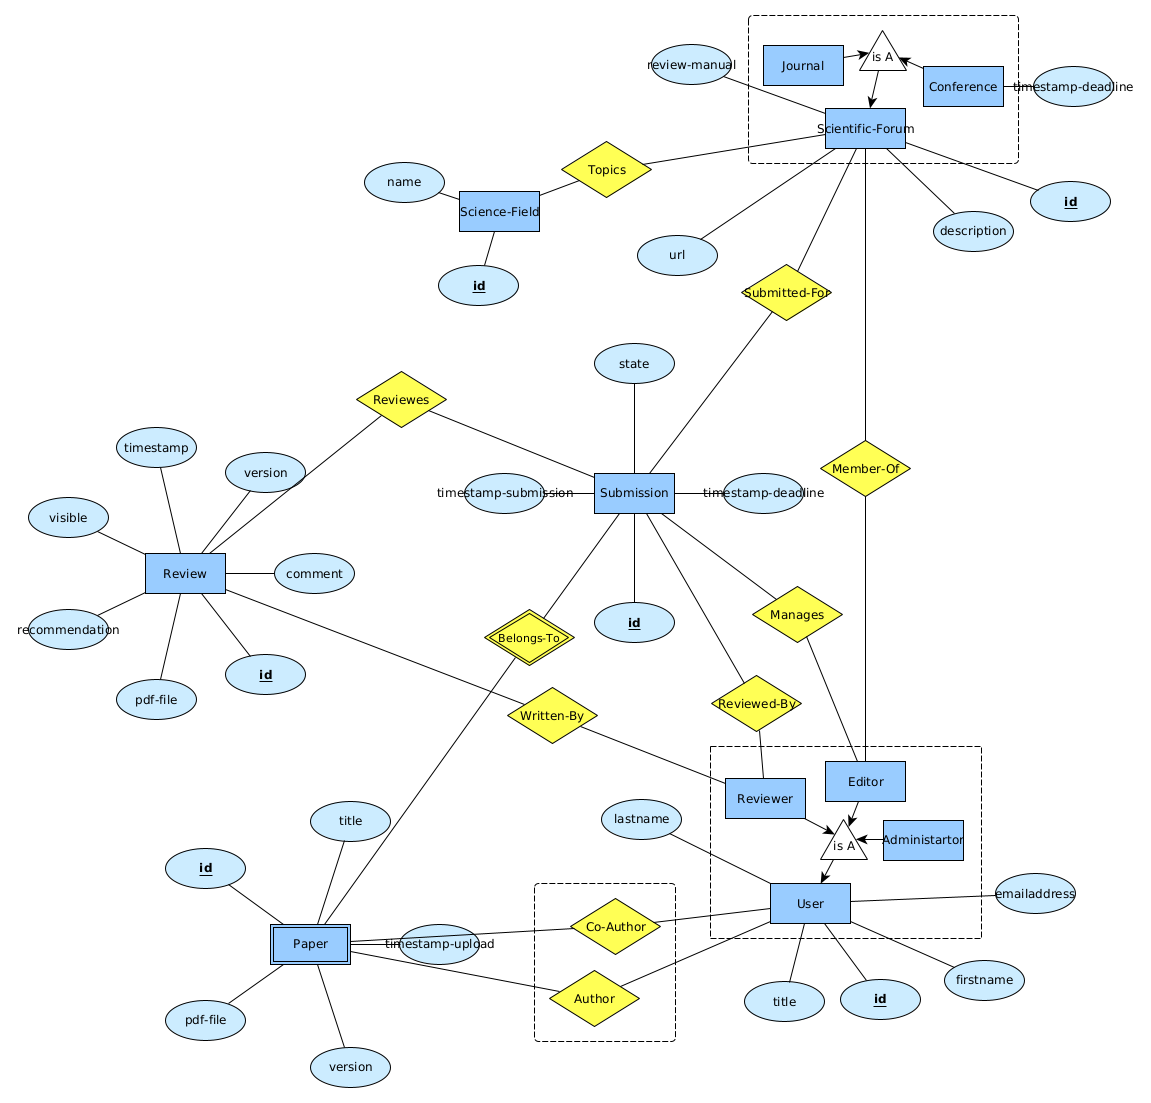 is A
Journal
review-manual
Conference
timestamp-deadline
Scientific-Forum
Topics
name
id
Science-Field
description
url
id
Submitted-For
state
Reviewes
timestamp
Member-Of
version
timestamp-submission
Submission
timestamp-deadline
visible
Review
comment
Manages
id
recommendation
Belongs-To
id
pdf-file
Reviewed-By
Written-By
Editor
Reviewer
lastname
title
Administartor
is A
id
emailaddress
User
Co-Author
Paper
timestamp-upload
firstname
Author
id
title
pdf-file
version